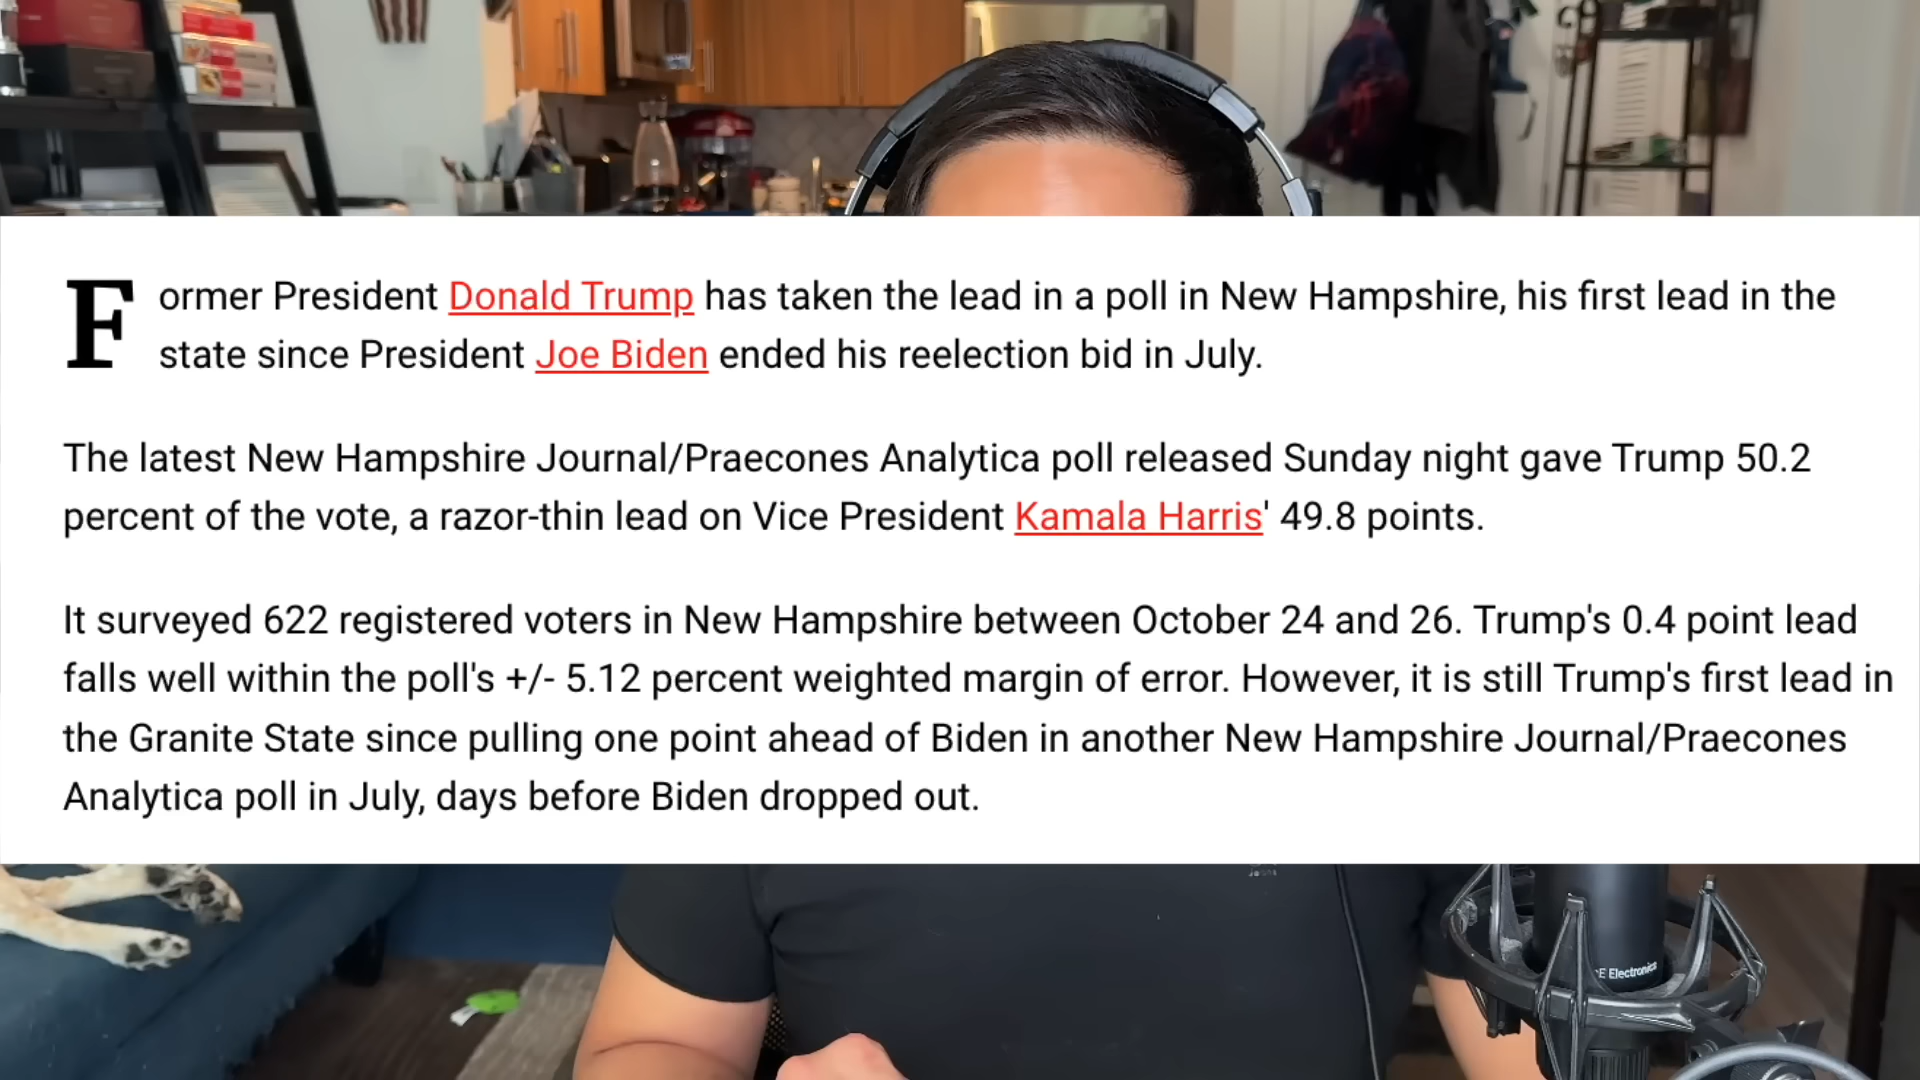 Former President Donald Trump has taken the lead in a poll in New Hampshire, his first lead in the
state since President Joe Biden ended his reelection bid in July.
The latest New Hampshire Journal/Praecones Analytica poll released Sunday night gave Trump 50.2
percent of the vote, a razor-thin lead on Vice President Kamala Harris' 49.8 points.
It surveyed 622 registered voters in New Hampshire between October 24 and 26. Trump's 0.4 point lead
falls well within the poll's +/- 5.12 percent weighted margin of error. However, it is still Trump's first lead in
the Granite State since pulling one point ahead of Biden in another New Hampshire Journal/Praecones
Analytica poll in July, days before Biden dropped out.
sE Electronics